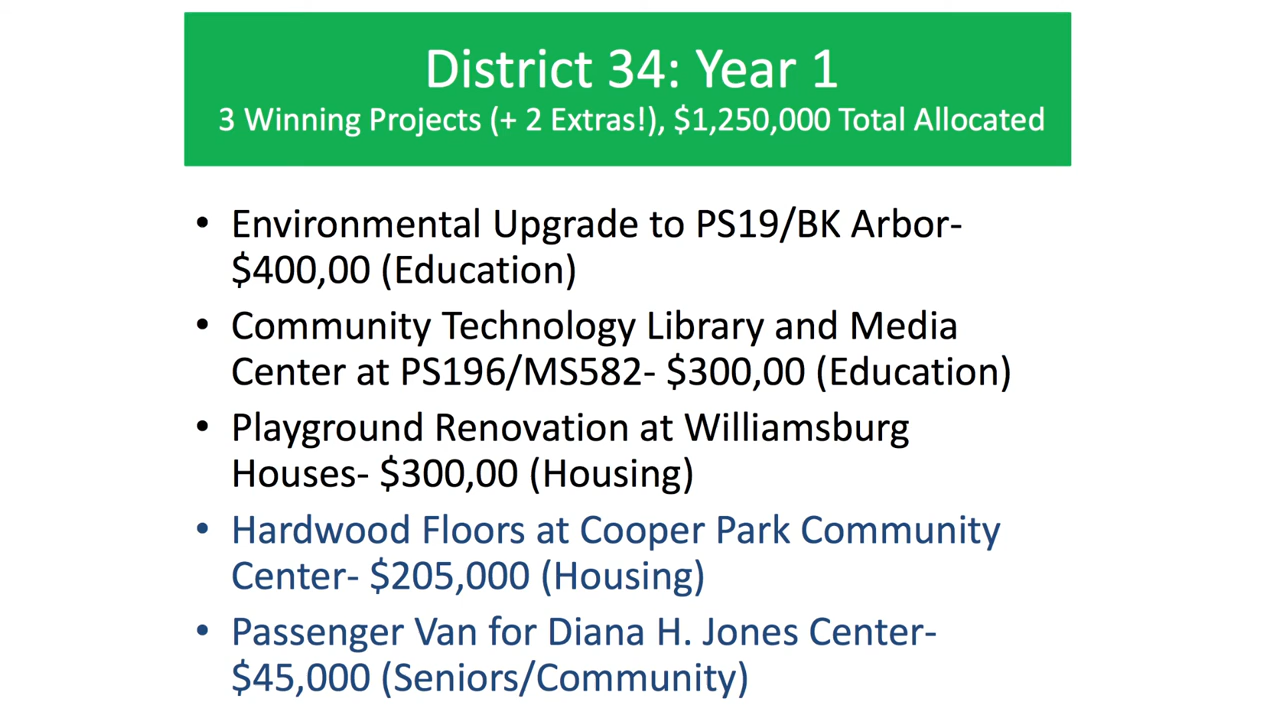 District 34: Year 1
3 Winning Projects (+ 2 Extras!), $1,250,000 Total Allocated
• Environmental Upgrade to PS19/BK Arbor-
$400,00 (Education)
• Community Technology Library and Media
Center at PS196/MS582- $300,00 (Education)
• Playground Renovation at Williamsburg
Houses- $300,00 (Housing)
• Hardwood Floors at Cooper Park Community
Center- $205,000 (Housing)
• Passenger Van for Diana H. Jones Center-
$45,000 (Seniors/Community)